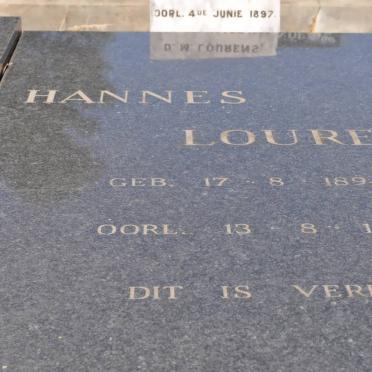 OORL. 4DE JUNIE 1897.
D. M. LOURENS.
HANNES
LOURE
GEB. 17 - 8 - 189
OORL. 13 - 8 - 1
DIT IS VER